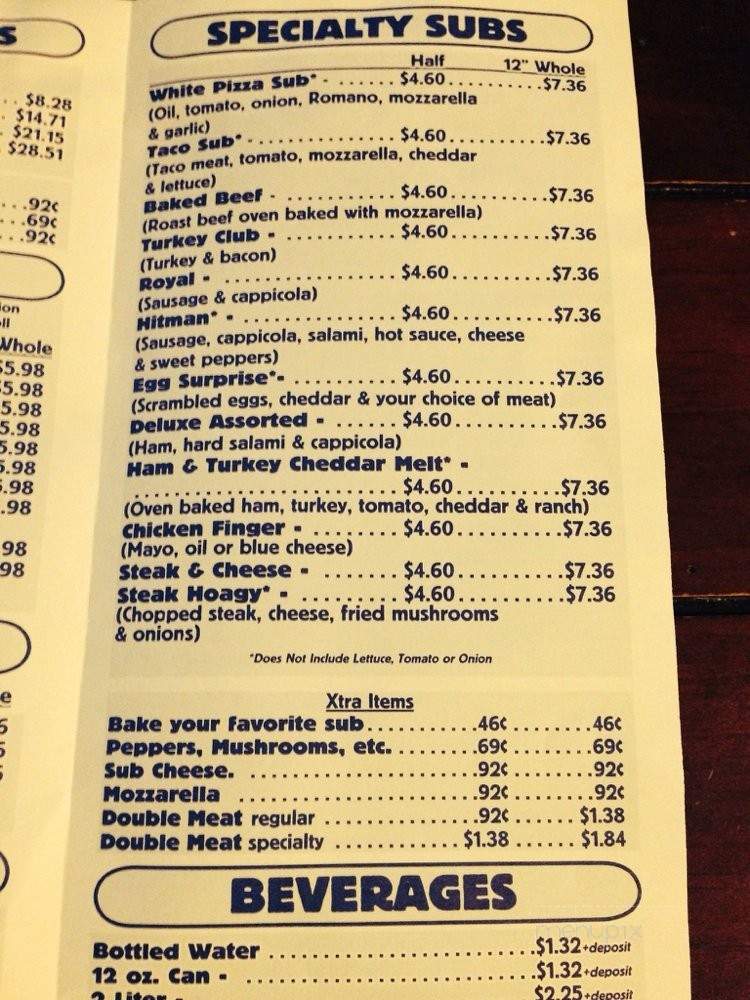 S
.. $8.28
. $14.71
. $21.15
$28.51
...92¢
...69¢
...92¢
ion
ll
Whole
$5.98
$5.98
5.98
5.98
5.98
5.98
.98
.98
98
98
e
SPECIALTY SUBS
Half 12" Whole
White Pizza Sub* - ...... $4.60..........$7.36
(Oil, tomato, onion, Romano, mozzarella
& garlic)
Taco Sub* - ............. $4.60..........$7.36
(Taco meat, tomato, mozzarella, cheddar
& lettuce)
Baked Beef - ........... $4.60..........$7.36
(Roast beef oven baked with mozzarella)
Turkey Club - .......... $4.60..........$7.36
(Turkey & bacon)
Royal - ................. $4.60..........$7.36
(Sausage & cappicola)
Hitman* - .............. $4.60..........$7.36
(Sausage, cappicola, salami, hot sauce, cheese
& sweet peppers)
Egg Surprise*- .......... $4.60..........$7.36
(Scrambled eggs, cheddar & your choice of meat)
Deluxe Assorted - ...... $4.60..........$7.36
(Ham, hard salami & cappicola)
Ham & Turkey Cheddar Melt* -
......................... $4.60..........$7.36
(Oven baked ham, turkey, tomato, cheddar & ranch)
Chicken Finger - ........ $4.60..........$7.36
(Mayo, oil or blue cheese)
Steak & Cheese - ....... $4.60..........$7.36
Steak Hoagy* - ......... $4.60..........$7.36
(Chopped steak, cheese, fried mushrooms
& onions)
*Does Not Include Lettuce, Tomato or Onion
Xtra Items
Bake your favorite sub..........46¢ ........46¢
Peppers, Mushrooms, etc. .......69¢ ........69¢
Sub Cheese. .....................92¢ ........92¢
Mozzarella ......................92¢ ........92¢
Double Meat regular ..............92¢ ...... $1.38
Double Meat specialty ........... $1.38 ...... $1.84
BEVERAGES
Bottled Water .........................$1.32+deposit
12 oz. Can - ...........................$1.32+deposit
2 Liter - $2.25+deposit
menupix